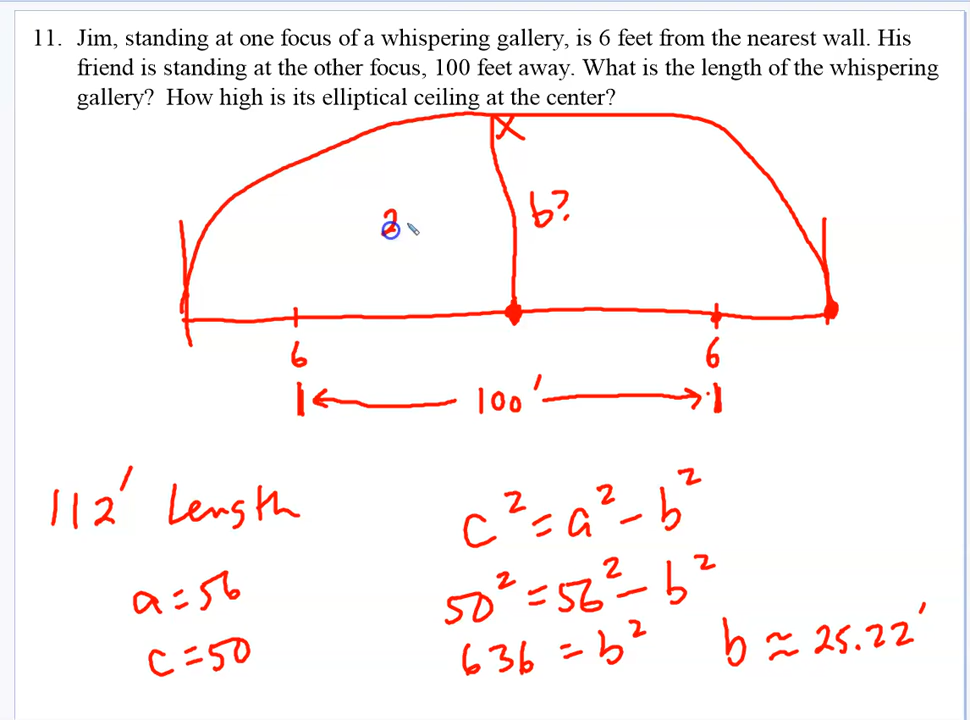 11. Jim, standing at one focus of a whispering gallery, is 6 feet from the nearest wall. His
friend is standing at the other focus, 100 feet away. What is the length of the whispering
gallery? How high is its elliptical ceiling at the center?
x
b?
2
6
6
100'
112' Length
c² = a² - b²
a = 56
50² = 56² - b²
c = 50
636 = b²
b ≈ 25.22'